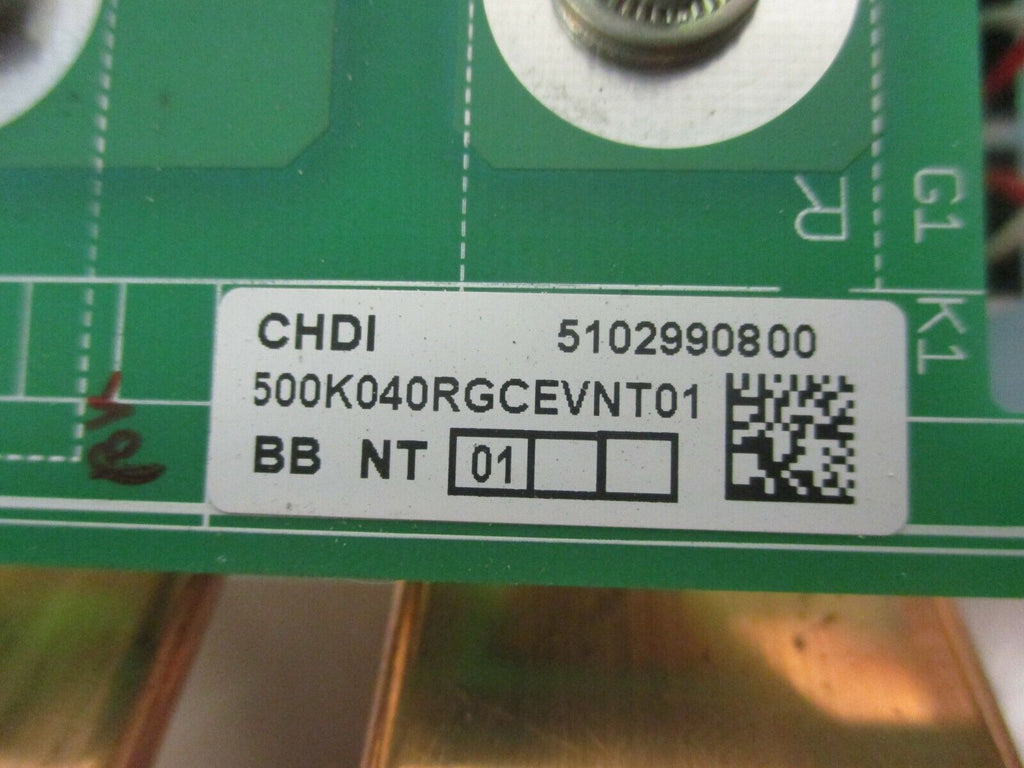 R
G1
K1
CHDI 5102990800
500K040RGCEVNT01
BB NT 01